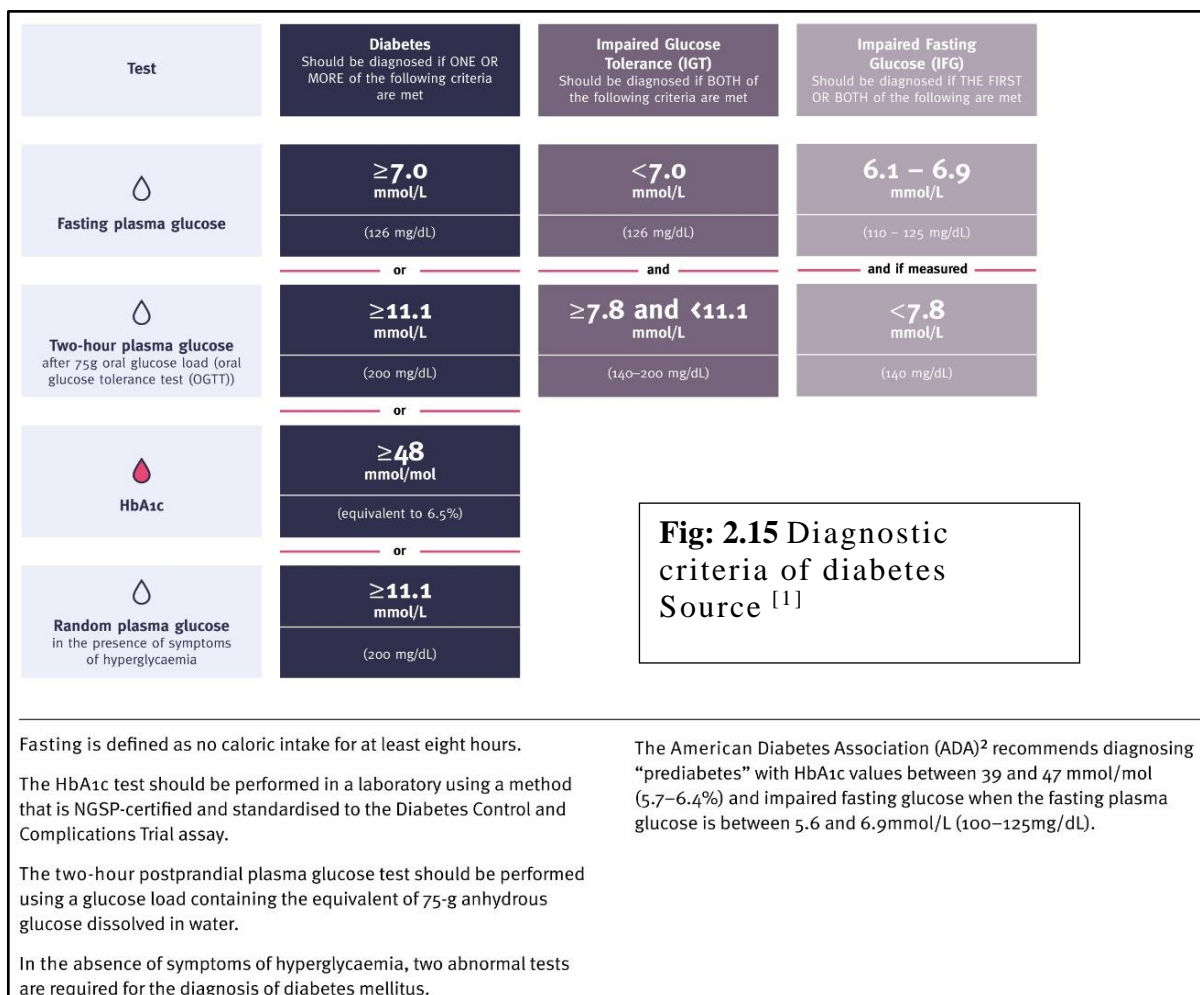 Test
Diabetes
Should be diagnosed if ONE OR
MORE of the following criteria
are met
Impaired Glucose
Tolerance (IGT)
Should be diagnosed if BOTH of
the following criteria are met
Impaired Fasting
Glucose (IFG)
Should be diagnosed if THE FIRST
OR BOTH of the following are met
Fasting plasma glucose
≥7.0
mmol/L
(126 mg/dL)
<7.0
mmol/L
(126 mg/dL)
6.1 – 6.9
mmol/L
(110 – 125 mg/dL)
or
and
and if measured
Two-hour plasma glucose
after 75g oral glucose load (oral
glucose tolerance test (OGTT))
≥11.1
mmol/L
(200 mg/dL)
≥7.8 and <11.1
mmol/L
(140–200 mg/dL)
<7.8
mmol/L
(140 mg/dL)
or
HbA1c
≥48
mmol/mol
(equivalent to 6.5%)
or
Random plasma glucose
in the presence of symptoms
of hyperglycaemia
≥11.1
mmol/L
(200 mg/dL)
Fig: 2.15 Diagnostic
criteria of diabetes
Source [1]
Fasting is defined as no caloric intake for at least eight hours.
The HbA1c test should be performed in a laboratory using a method
that is NGSP-certified and standardised to the Diabetes Control and
Complications Trial assay.
The two-hour postprandial plasma glucose test should be performed
using a glucose load containing the equivalent of 75-g anhydrous
glucose dissolved in water.
In the absence of symptoms of hyperglycaemia, two abnormal tests
are required for the diagnosis of diabetes mellitus.
The American Diabetes Association (ADA)² recommends diagnosing
“prediabetes” with HbA1c values between 39 and 47 mmol/mol
(5.7–6.4%) and impaired fasting glucose when the fasting plasma
glucose is between 5.6 and 6.9mmol/L (100–125mg/dL).